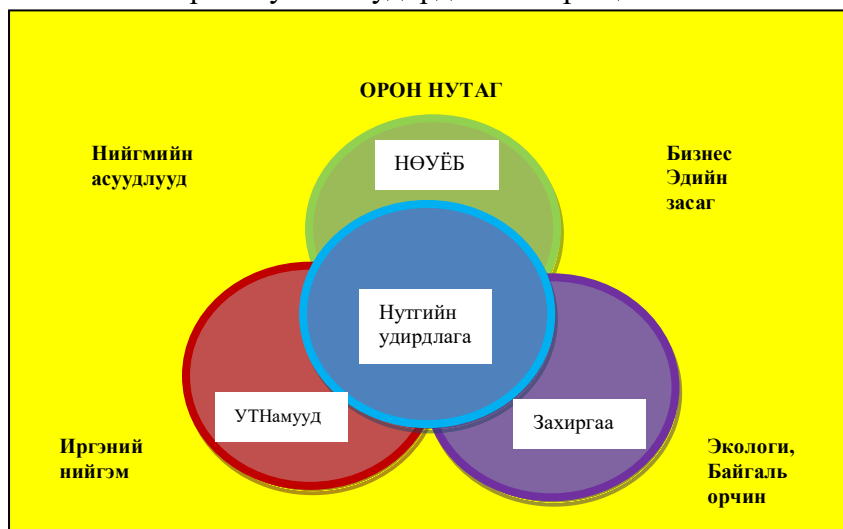 ОРОН НУТАГ
Нийгмийн
асуудлууд
НӨУЁБ
Бизнес
Эдийн
засаг
Нутгийн
удирдлага
УТНамууд
Захиргаа
Иргэний
нийгэм
Экологи,
Байгаль
орчин